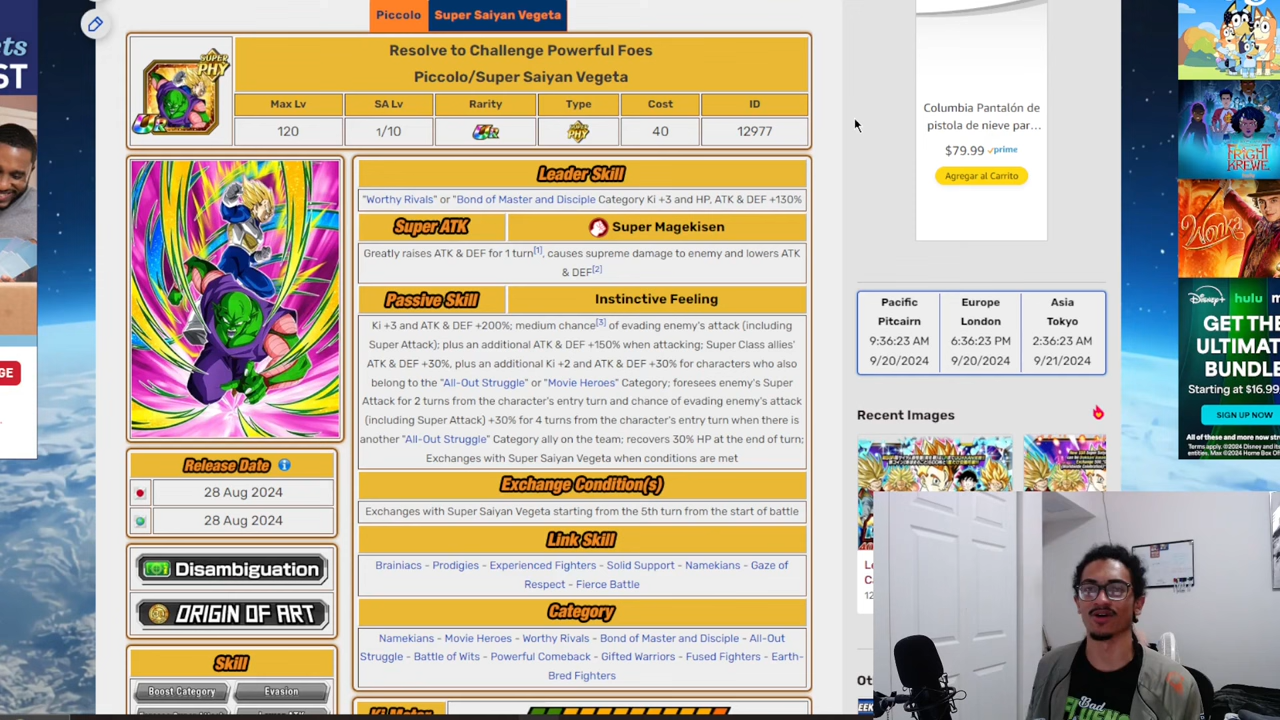 Piccolo
Super Saiyan Vegeta
ets
ST
GE
Resolve to Challenge Powerful Foes
Piccolo/Super Saiyan Vegeta
Max Lv
SA Lv
Rarity
Type
Cost
ID
120
1/10
UR
40
12977
SUPER
PHY
UR
Leader Skill
"Worthy Rivals" or "Bond of Master and Disciple Category Ki +3 and HP, ATK & DEF +130%
Super ATK
Super Magekisen
Greatly raises ATK & DEF for 1 turn[1], causes supreme damage to enemy and lowers ATK
& DEF[2]
Passive Skill
Instinctive Feeling
Ki +3 and ATK & DEF +200%; medium chance[3] of evading enemy's attack (including
Super Attack); plus an additional ATK & DEF +150% when attacking; Super Class allies'
ATK & DEF +30%, plus an additional Ki +2 and ATK & DEF +30% for characters who also
belong to the "All-Out Struggle" or "Movie Heroes" Category; foresees enemy's Super
Attack for 2 turns from the character's entry turn and chance of evading enemy's attack
(including Super Attack) +30% for 4 turns from the character's entry turn when there is
another "All-Out Struggle" Category ally on the team; recovers 30% HP at the end of turn;
Exchanges with Super Saiyan Vegeta when conditions are met
Exchange Condition(s)
Exchanges with Super Saiyan Vegeta starting from the 5th turn from the start of battle
Link Skill
Brainiacs - Prodigies - Experienced Fighters - Solid Support - Namekians - Gaze of
Respect - Fierce Battle
Category
Namekians - Movie Heroes - Worthy Rivals - Bond of Master and Disciple - All-Out
Struggle - Battle of Wits - Powerful Comeback - Gifted Warriors - Fused Fighters - Earth-
Bred Fighters
Ki Meter
Release Date
28 Aug 2024
28 Aug 2024
Disambiguation
ORIGIN OF ART
Skill
Boost Category
Evasion
Columbia Pantalón de
pistola de nieve par...
$79.99 prime
Agregar al Carrito
Pacific
Pitcairn
9:36:23 AM
9/20/2024
Europe
London
6:36:23 PM
9/20/2024
Asia
Tokyo
2:36:23 AM
9/21/2024
Recent Images
FRIGHT
KREWE
Wonka
Disney+ hulu m
GET THE
ULTIMAT
BUNDLE
Starting at $16.99
SIGN UP NOW
Bad